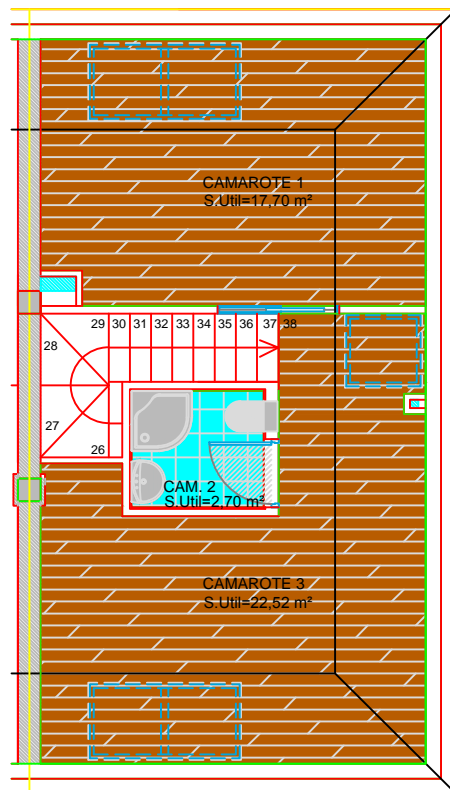 CAMAROTE 1
S.Util=17,70 m²
29 30 31 32 33 34 35 36 37 38
28
27
26
CAM. 2
S.Util=2,70 m²
CAMAROTE 3
S.Util=22,52 m²